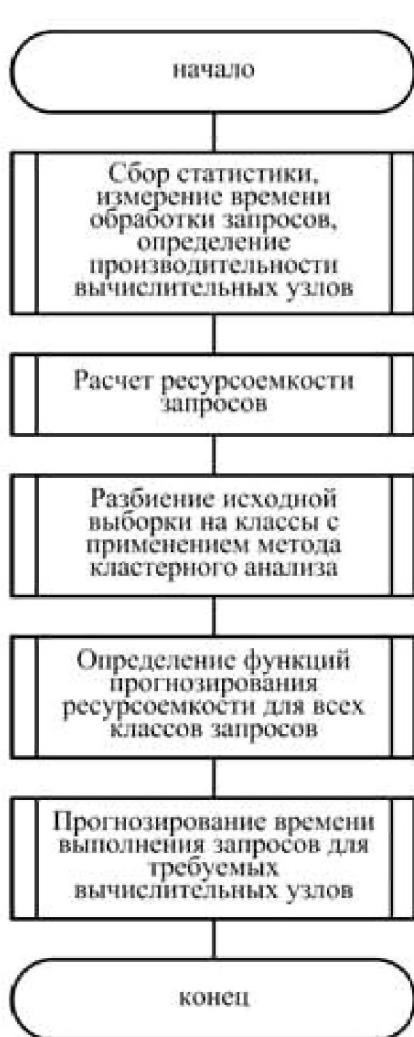 начало
Сбор статистики,
измерение времени
обработки запросов,
определение
производительности
вычислительных узлов
Расчет ресурсоемкости
запросов
Разбиение исходной
выборки на классы с
применением метода
кластерного анализа
Определение функций
прогнозирования
ресурсоемкости для всех
классов запросов
Прогнозирование времени
выполнения запросов для
требуемых
вычислительных узлов
конец